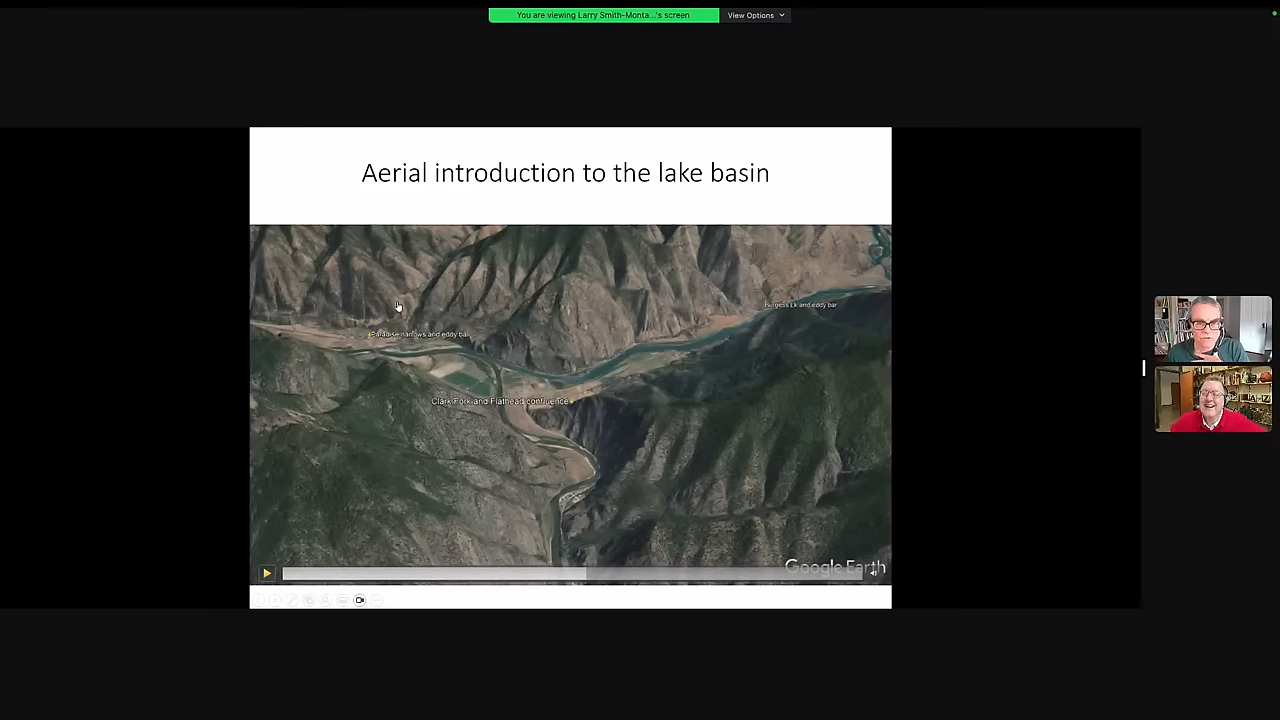 You are viewing Larry Smith-Monta...'s screen
View Options
Aerial introduction to the lake basin
Burgess Lk and eddy bar
Paradise narrows and eddy bar
Clark Fork and Flathead confluence
Google Earth